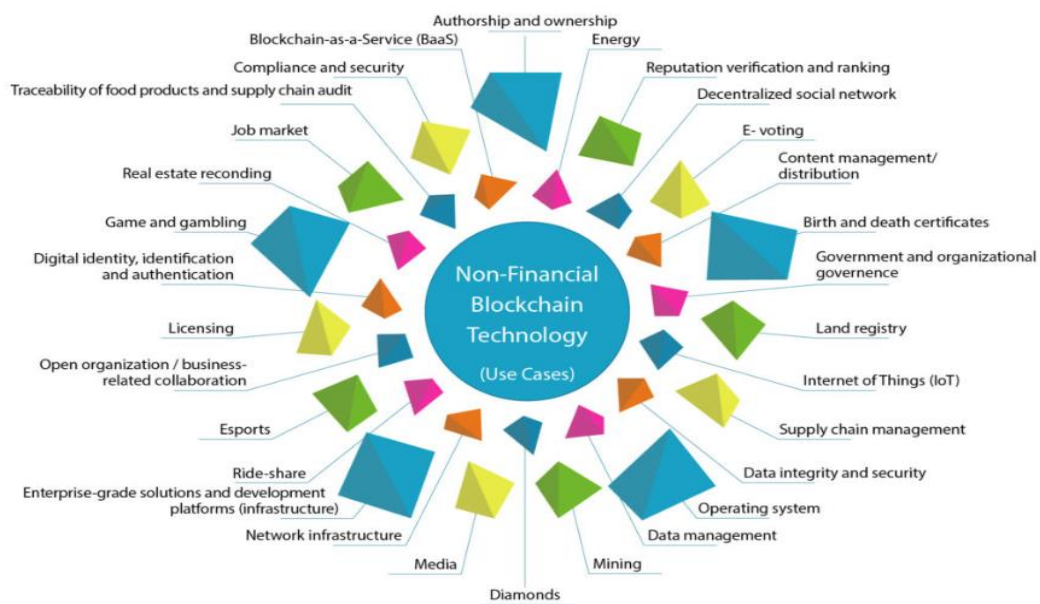 Authorship and ownership
Blockchain-as-a-Service (BaaS)
Energy
Compliance and security
Reputation verification and ranking
Traceability of food products and supply chain audit
Decentralized social network
Job market
E- voting
Content management/
distribution
Real estate reconding
Game and gambling
Birth and death certificates
Digital identity, identification
and authentication
Government and organizational
governence
Non-Financial
Blockchain
Technology
(Use Cases)
Licensing
Land registry
Open organization / business-
related collaboration
Internet of Things (IoT)
Esports
Supply chain management
Ride-share
Data integrity and security
Enterprise-grade solutions and development
platforms (infrastructure)
Operating system
Network infrastructure
Data management
Media
Mining
Diamonds